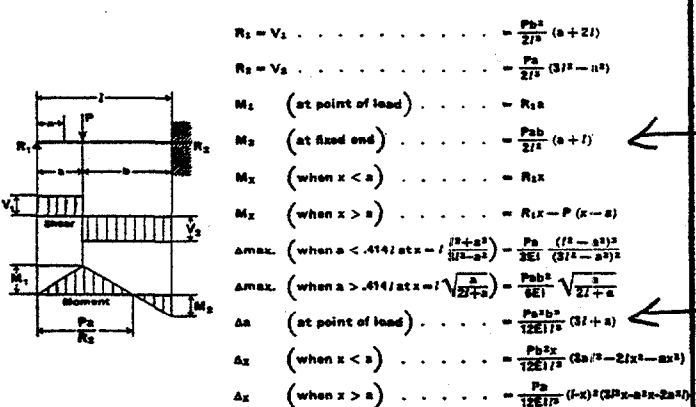 l
x
P
R₁
R₂
a
b
V₁
V₂
Shear
M₁
M₂
Moment
Pa
R₂
R₁ = V₁ . . . . . . . . . . . = Pb²/2l³ (a + 2l)
R₂ = V₂ . . . . . . . . . . . = Pa/2l³ (3l² − a²)
M₁ (at point of load) . . . . . = R₁a
M₂ (at fixed end) . . . . . = Pab/2l² (a + l)
Mx (when x < a) . . . . . = R₁x
Mx (when x > a) . . . . . = R₁x − P (x − a)
Δmax. (when a < .414l at x = l l²+a²/3l²−a²) = Pa/3EI (l² − a²)³/(3l² − a²)²
Δmax. (when a > .414l at x = l √a/2l+a) = Pab²/6EI √a/2l + a
Δa (at point of load) . . . . . = Pa²b³/12EIl³ (3l + a)
Δx (when x < a) . . . . . = Pb²x/12EIl³ (3al² − 2lx² − ax²)
Δx (when x > a) . . . . . = Pa/12EIl³ (l-x)² (3l²x−a²x−2a²l)